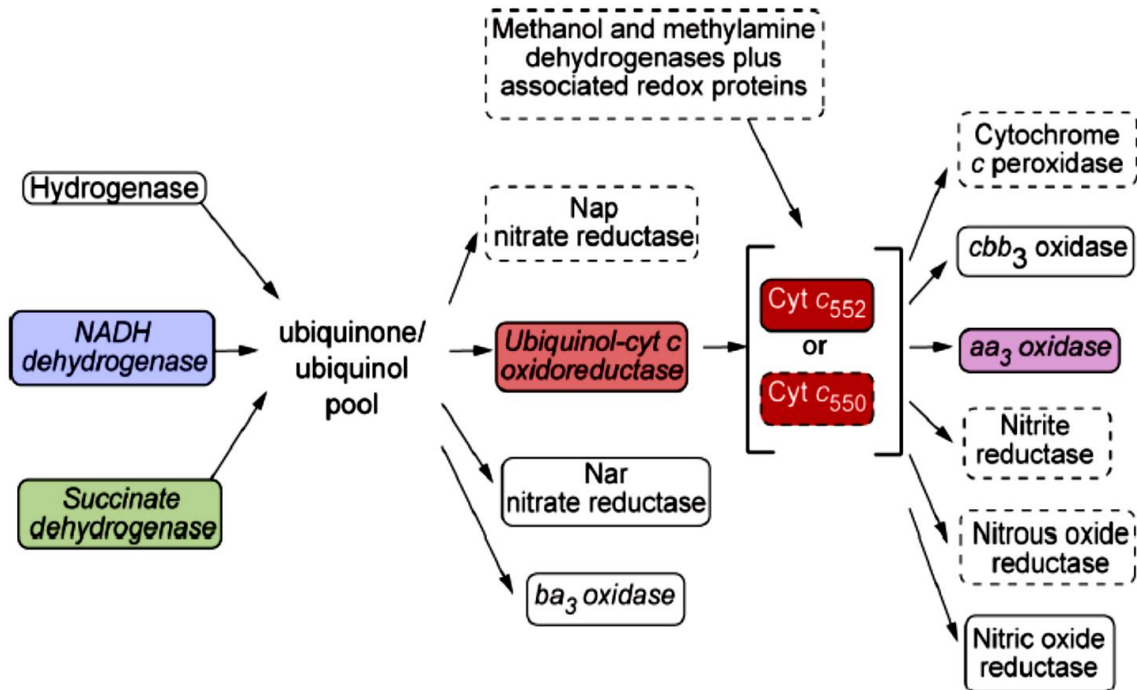 Methanol and methylamine
dehydrogenases plus
associated redox proteins
Hydrogenase
NADH
dehydrogenase
Succinate
dehydrogenase
ubiquinone/
ubiquinol
pool
Nap
nitrate reductase
Ubiquinol-cyt c
oxidoreductase
Nar
nitrate reductase
ba3 oxidase
Cyt c552
or
Cyt c550
Cytochrome
c peroxidase
cbb3 oxidase
aa3 oxidase
Nitrite
reductase
Nitrous oxide
reductase
Nitric oxide
reductase